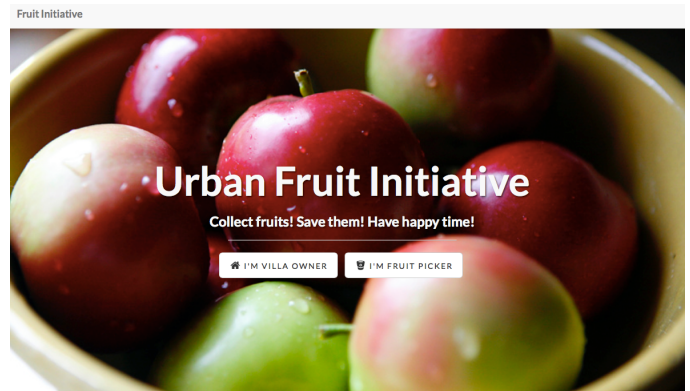 Fruit Initiative
Urban Fruit Initiative
Collect fruits! Save them! Have happy time!
I'M VILLA OWNER
I'M FRUIT PICKER